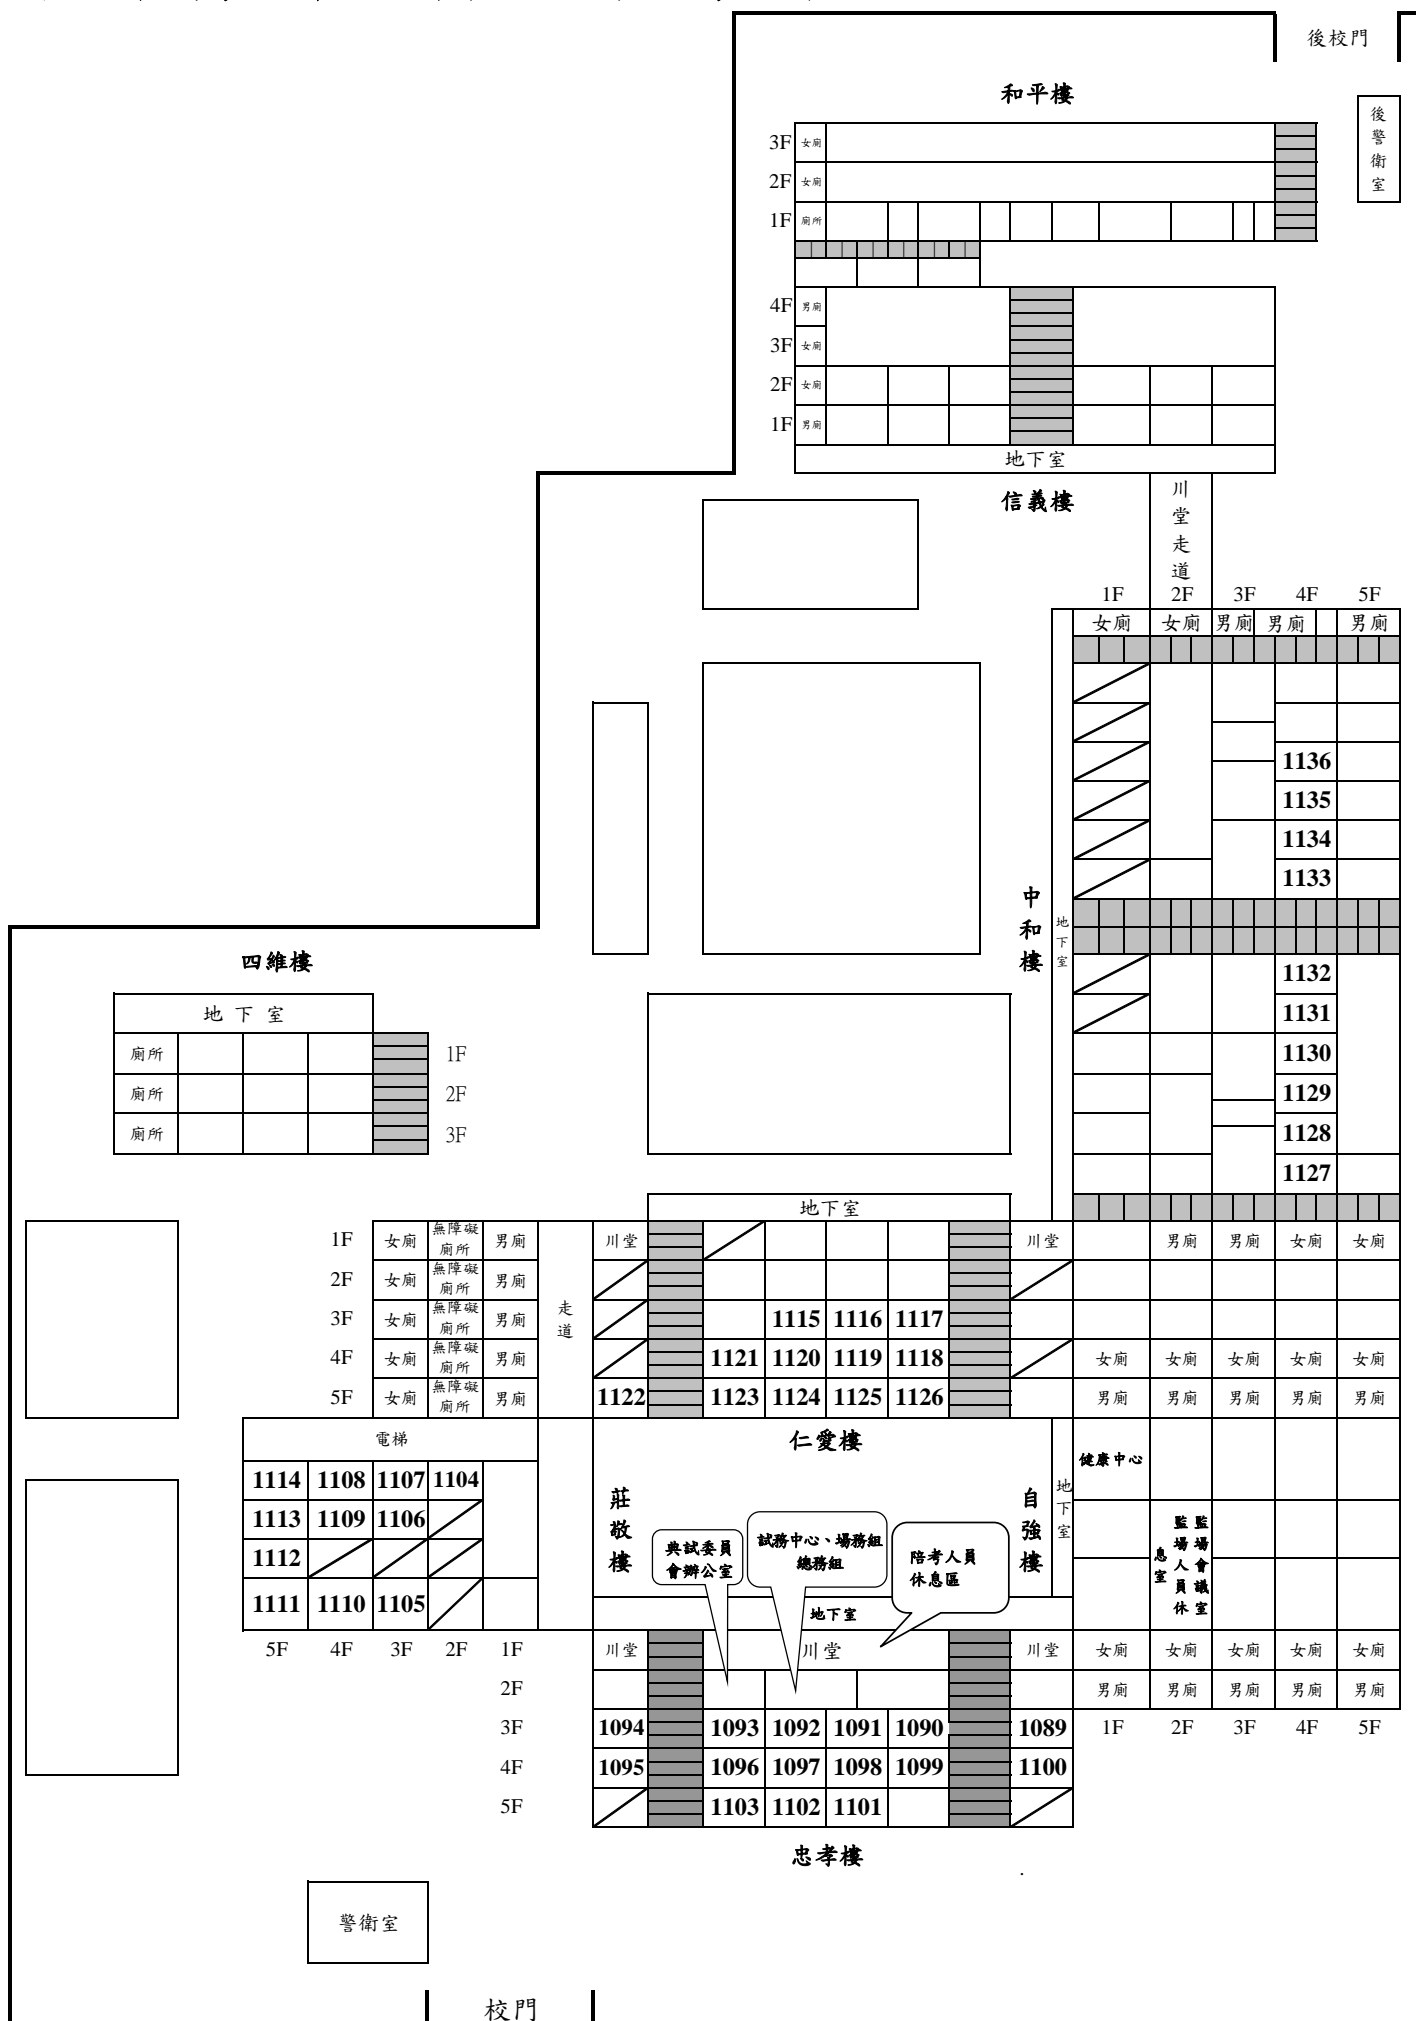 後校門
和平樓
後警衛室
3F 女廁
2F 女廁
1F 廁所
4F 男廁
3F 女廁
2F 女廁
1F 男廁
地下室
信義樓
川堂走道
1F 2F 3F 4F 5F
女廁 女廁 男廁 男廁 男廁
1136
1135
1134
1133
中和樓
地下室
1132
1131
1130
1129
1128
1127
四維樓
地下室
廁所 1F
廁所 2F
廁所 3F
地下室
1F 女廁 無障礙廁所 男廁 川堂 川堂 男廁 男廁 女廁 女廁
2F 女廁 無障礙廁所 男廁
走道
3F 女廁 無障礙廁所 男廁 1115 1116 1117
4F 女廁 無障礙廁所 男廁 1121 1120 1119 1118 女廁 女廁 女廁 女廁 女廁
5F 女廁 無障礙廁所 男廁 1122 1123 1124 1125 1126 男廁 男廁 男廁 男廁 男廁
電梯
仁愛樓
健康中心
1114 1108 1107 1104
1113 1109 1106
1112
1111 1110 1105
莊敬樓
典試委員
會辦公室
試務中心、場務組
總務組
陪考人員
休息區
自強樓
地下室
監場會議室
監場人員休
息室
地下室
5F 4F 3F 2F 1F 川堂 川堂 川堂 女廁 女廁 女廁 女廁 女廁
2F 男廁 男廁 男廁 男廁 男廁
3F 1094 1093 1092 1091 1090 1089 1F 2F 3F 4F 5F
4F 1095 1096 1097 1098 1099 1100
5F 1103 1102 1101
忠孝樓
警衛室
校門